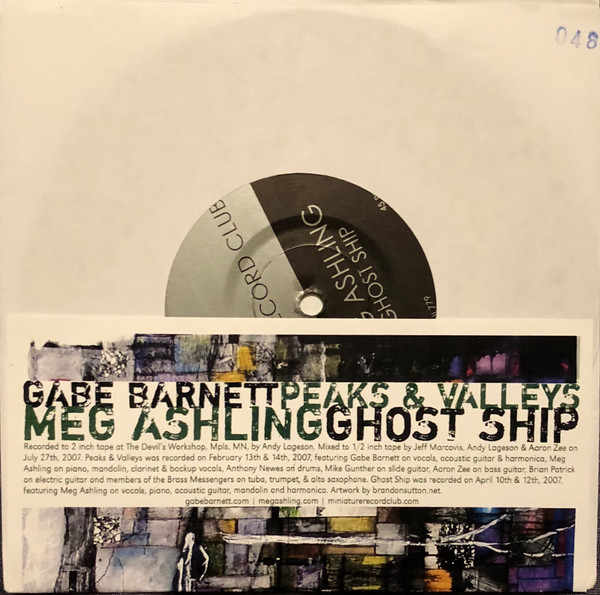 048
RECORD CLUB
45
ASHLING
GHOST SHIP
779
GABE BARNETT PEAKS & VALLEYS
MEG ASHLING GHOST SHIP
Recorded to 2 inch tape at The Devil's Workshop, Mpls, MN, by Andy Lageson. Mixed to 1/2 inch tape by Jeff Marcovis, Andy Lageson & Aaron Zee on
July 27th, 2007. Peaks & Valleys was recorded on February 13th & 14th, 2007, featuring Gabe Barnett on vocals, acoustic guitar & harmonica, Meg
Ashling on piano, mandolin, clarinet & backup vocals, Anthony Newes on drums, Mike Gunther on slide guitar, Aaron Zee on bass guitar, Brian Patrick
on electric guitar and members of the Brass Messengers on tuba, trumpet, & alto saxophone. Ghost Ship was recorded on April 10th & 12th, 2007,
featuring Meg Ashling on vocals, piano, acoustic guitar, mandolin and harmonica. Artwork by brandonsutton.net.
gabebarnett.com | megashling.com | miniaturerecordclub.com